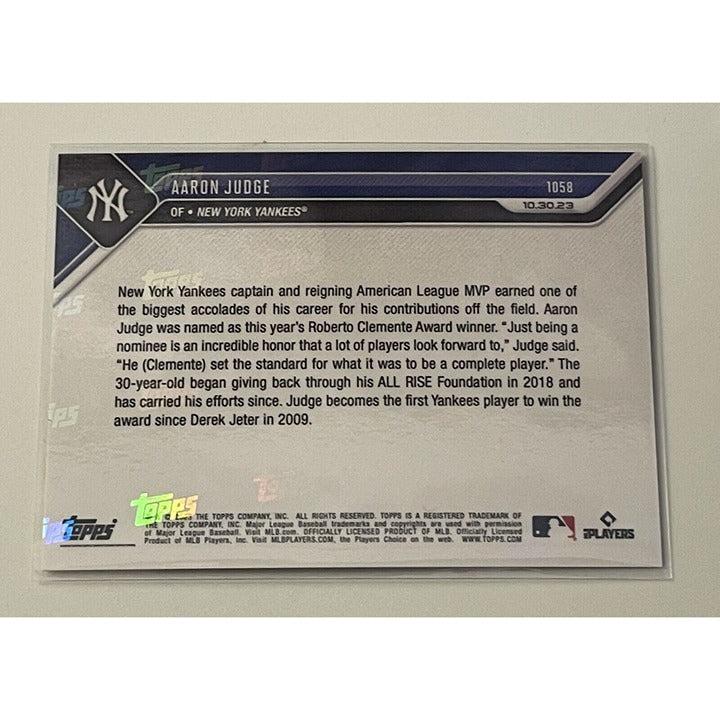 AARON JUDGE 1058
OF • NEW YORK YANKEES® 10.30.23
NY
New York Yankees captain and reigning American League MVP earned one of
the biggest accolades of his career for his contributions off the field. Aaron
Judge was named as this year's Roberto Clemente Award winner. "Just being a
nominee is an incredible honor that a lot of players look forward to," Judge said.
"He (Clemente) set the standard for what it was to be a complete player." The
30-year-old began giving back through his ALL RISE Foundation in 2018 and
has carried his efforts since. Judge becomes the first Yankees player to win the
award since Derek Jeter in 2009.
Topps
THE TOPPS COMPANY, INC. ALL RIGHTS RESERVED. TOPPS IS A REGISTERED TRADEMARK OF
THE TOPPS COMPANY, INC. Major League Baseball trademarks and copyrights are used with permission
of Major League Baseball. Visit MLB.com. OFFICIALLY LICENSED PRODUCT OF MLB. Officially Licensed
Product of MLB Players, Inc. Visit MLBPLAYERS.com, the Players Choice on the web. WWW.TOPPS.COM
Topps
PLAYERS